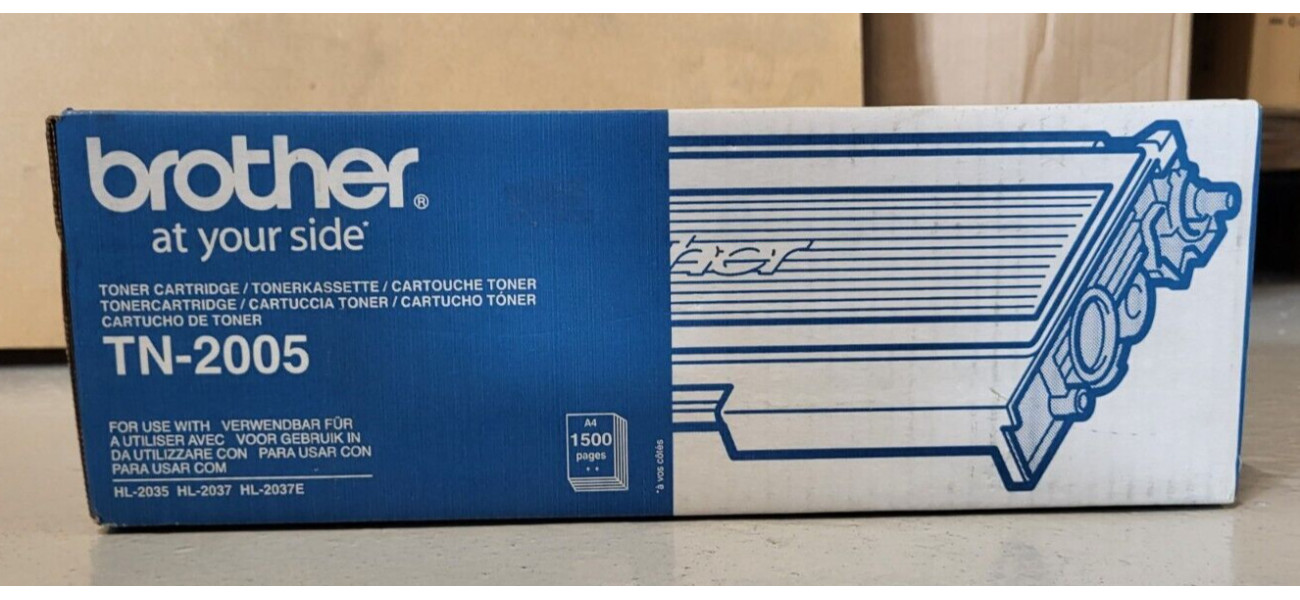 brother®
at your side*
TONER CARTRIDGE / TONERKASSETTE / CARTOUCHE TONER
TONERCARTRIDGE / CARTUCCIA TONER / CARTUCHO TÓNER
CARTUCHO DE TONER
TN-2005
FOR USE WITH VERWENDBAR FÜR
A UTILISER AVEC VOOR GEBRUIK IN
DA UTILIZZARE CON PARA USAR CON
PARA USAR COM
HL-2035 HL-2037 HL-2037E
A4
1500
pages
**
*à vos côtés